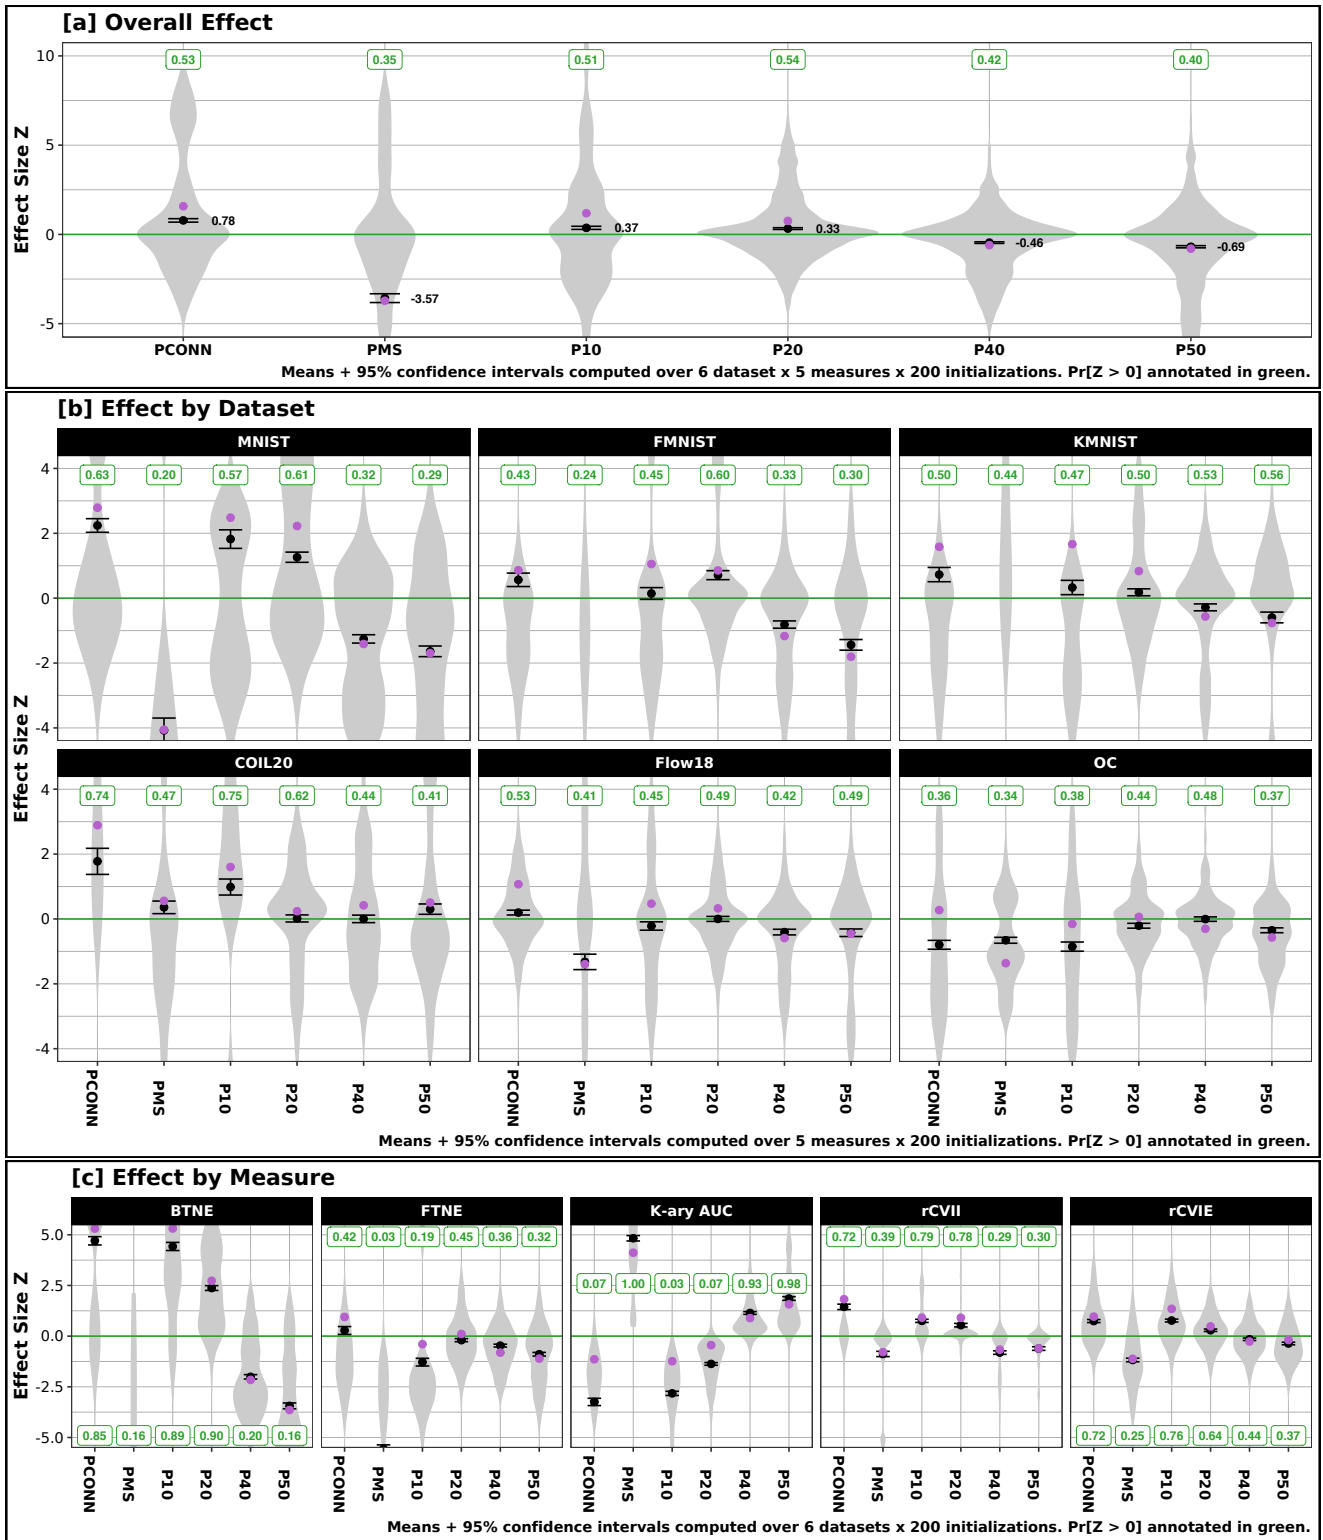 [a] Overall Effect
10
5
0
-5
Effect Size Z
0.53 0.35 0.51 0.54 0.42 0.40
0.78 -3.57 0.37 0.33 -0.46 -0.69
PCONN PMS P10 P20 P40 P50
Means + 95% confidence intervals computed over 6 dataset x 5 measures x 200 initializations. Pr[Z > 0] annotated in green.
[b] Effect by Dataset
Effect Size Z
MNIST FMNIST KMNIST
4
2
0
-2
-4
0.63 0.20 0.57 0.61 0.32 0.29
0.43 0.24 0.45 0.60 0.33 0.30
0.50 0.44 0.47 0.50 0.53 0.56
COIL20 Flow18 OC
4
2
0
-2
-4
0.74 0.47 0.75 0.62 0.44 0.41
0.53 0.41 0.45 0.49 0.42 0.49
0.36 0.34 0.38 0.44 0.48 0.37
PCONN PMS P10 P20 P40 P50
PCONN PMS P10 P20 P40 P50
PCONN PMS P10 P20 P40 P50
Means + 95% confidence intervals computed over 5 measures x 200 initializations. Pr[Z > 0] annotated in green.
[c] Effect by Measure
Effect Size Z
BTNE FTNE K-ary AUC rCVII rCVIE
5.0
2.5
0.0
-2.5
-5.0
0.85 0.16 0.89 0.90 0.20 0.16
0.42 0.03 0.19 0.45 0.36 0.32
0.07 1.00 0.03 0.07 0.93 0.98
0.72 0.39 0.79 0.78 0.29 0.30
0.72 0.25 0.76 0.64 0.44 0.37
PCONN PMS P10 P20 P40 P50
PCONN PMS P10 P20 P40 P50
PCONN PMS P10 P20 P40 P50
PCONN PMS P10 P20 P40 P50
PCONN PMS P10 P20 P40 P50
Means + 95% confidence intervals computed over 6 datasets x 200 initializations. Pr[Z > 0] annotated in green.